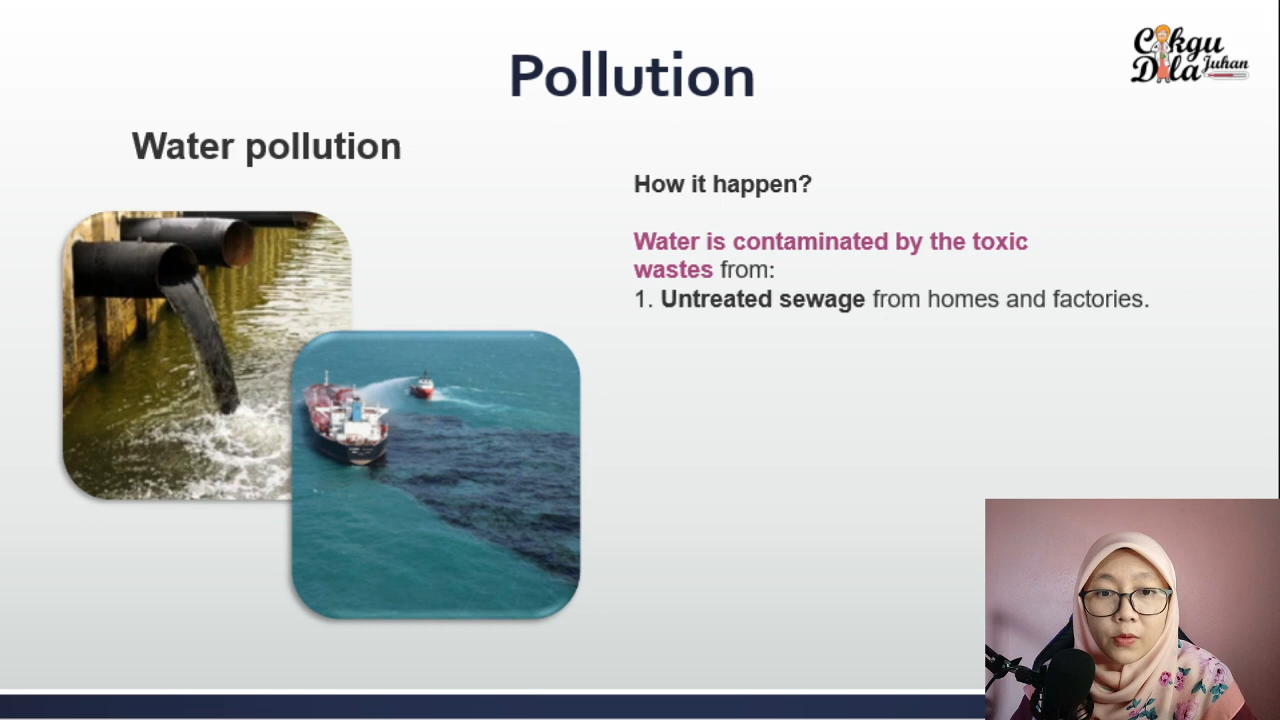 Cikgu
Dila Juhan
Pollution
Water pollution
How it happen?
Water is contaminated by the toxic
wastes from:
1. Untreated sewage from homes and factories.